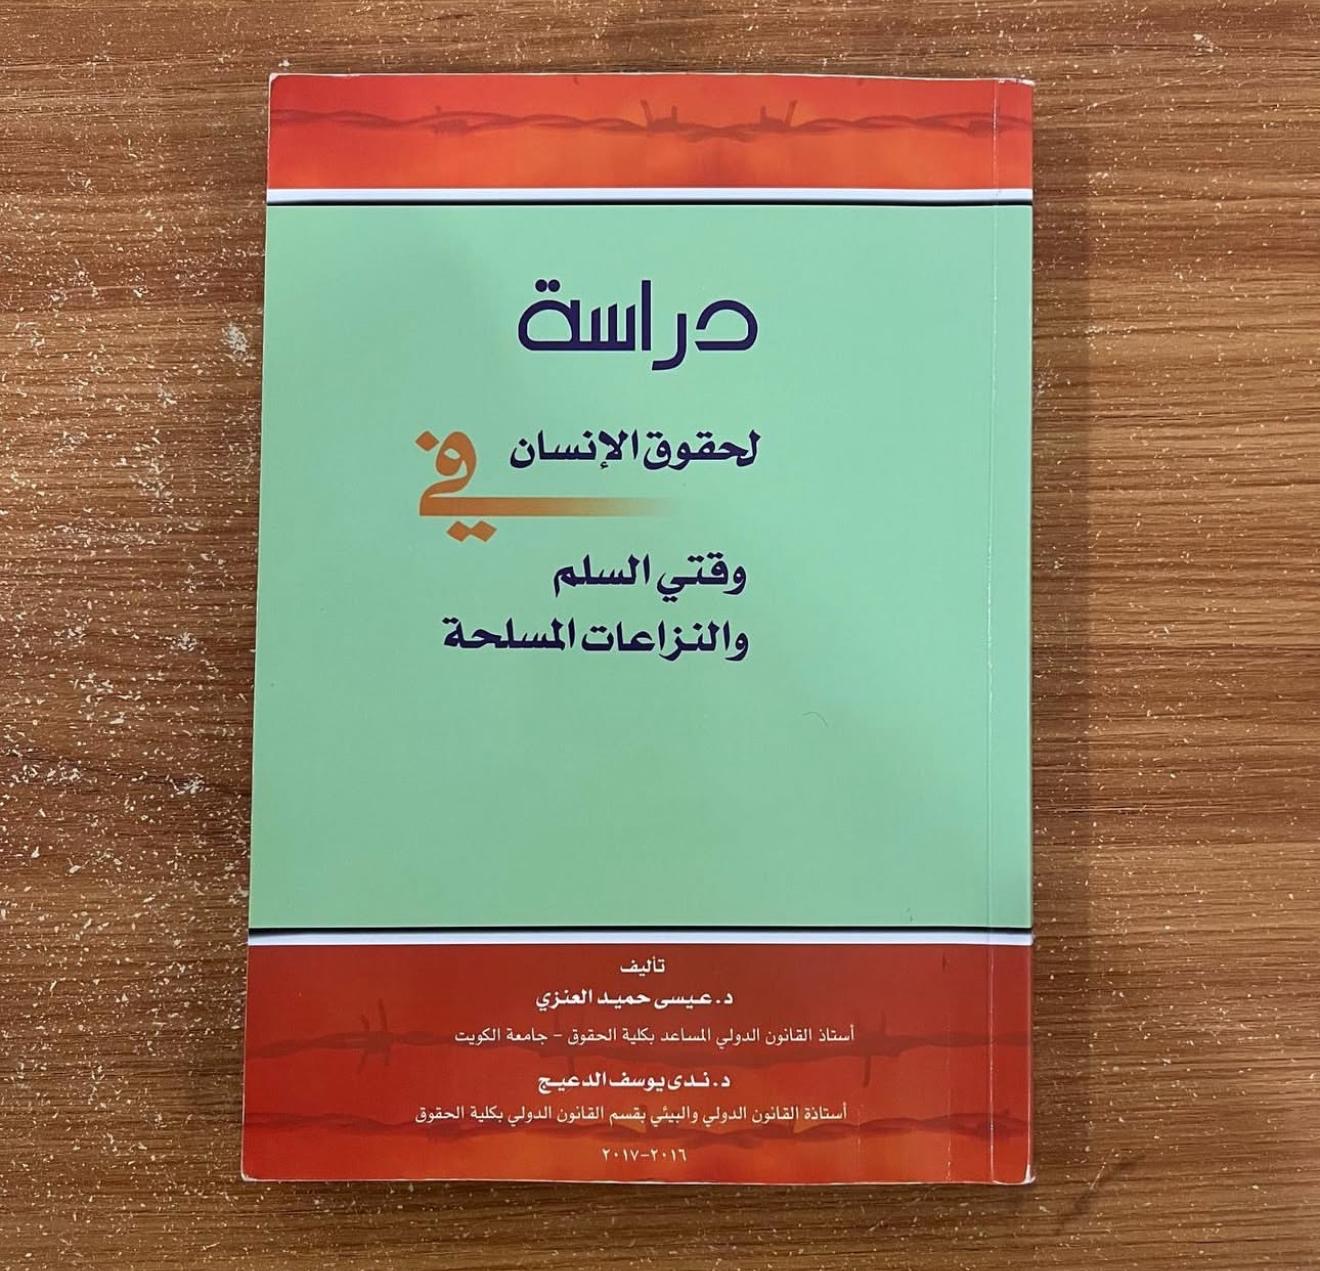 دراسة
لحقوق الإنسان في
وقتي السلم
والنزاعات المسلحة
تأليف
د. عيسى حميد العنزي
أستاذ القانون الدولي المساعد بكلية الحقوق - جامعة الكويت
د. ندى يوسف الدعيج
أستاذة القانون الدولي والبيئي بقسم القانون الدولي بكلية الحقوق
٢٠١٦-٢٠١٧